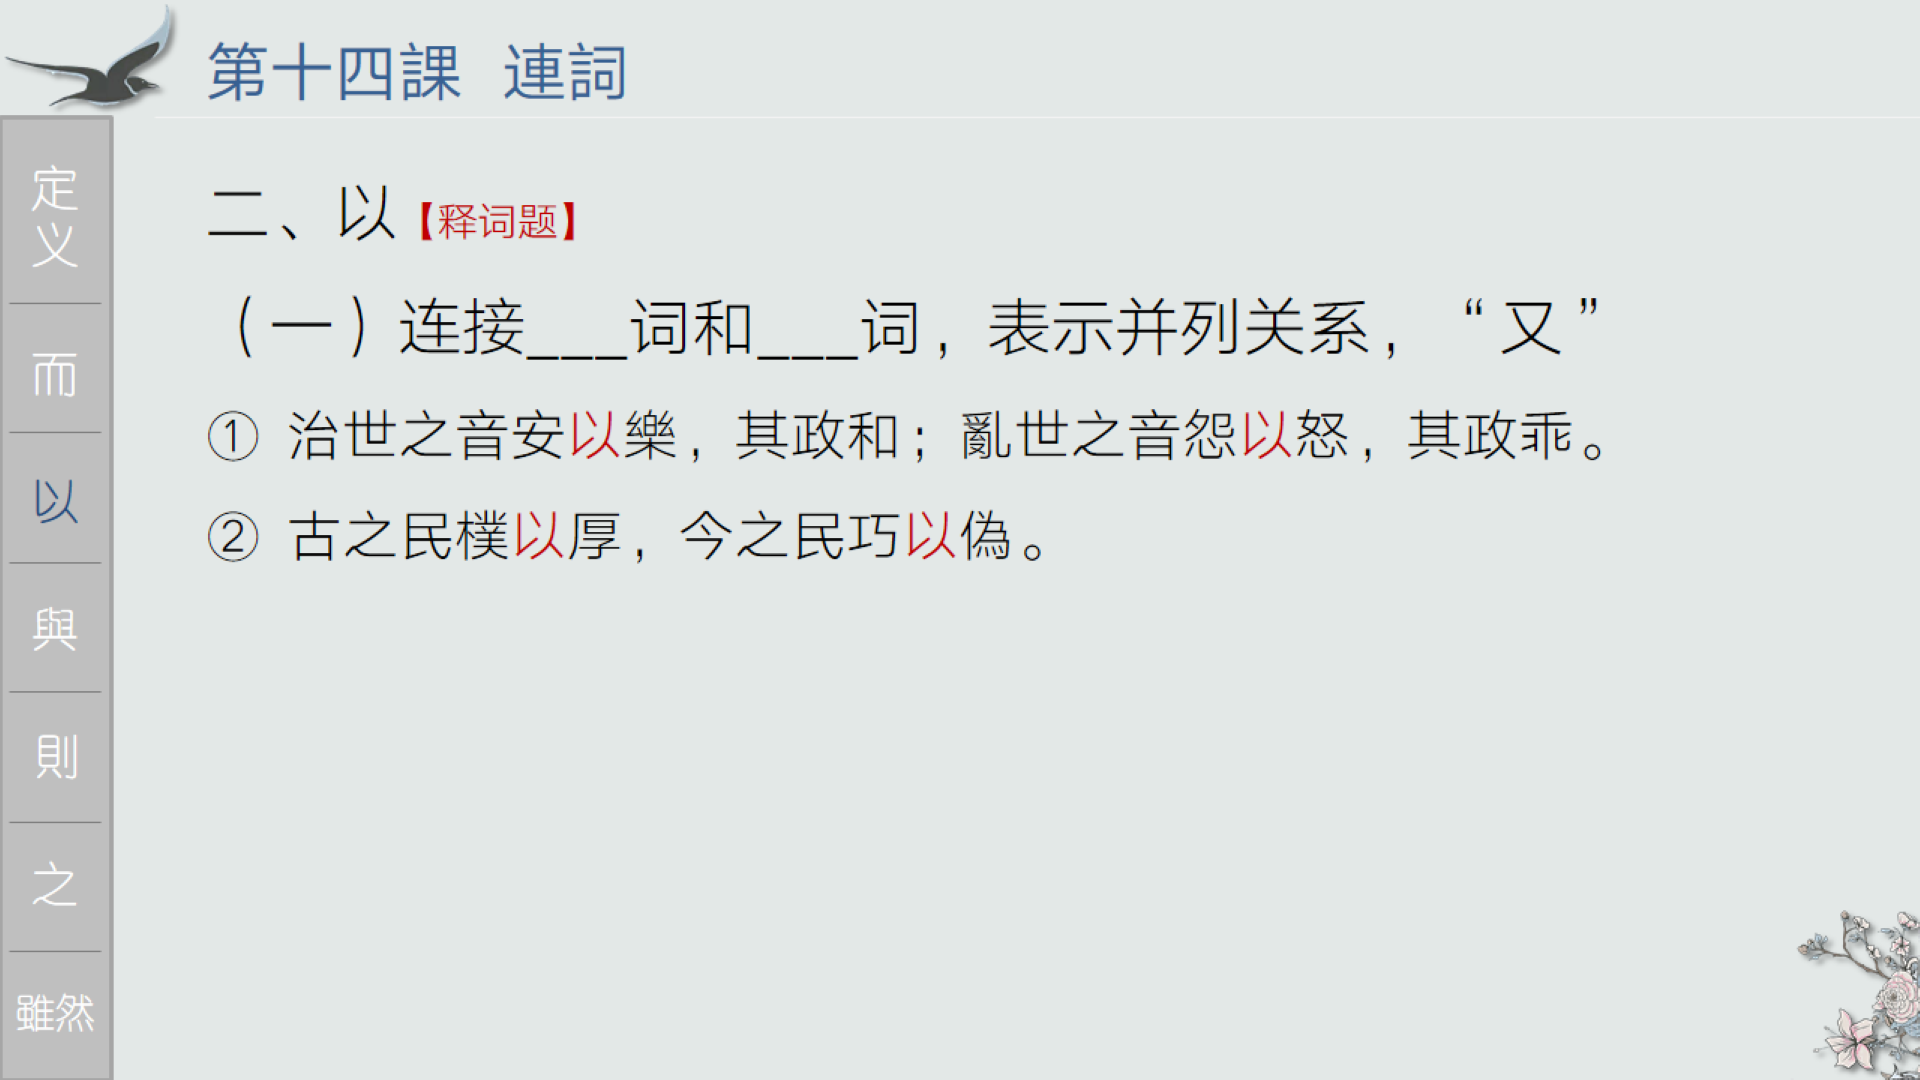 第十四課 連詞
定
义
而
以
與
則
之
雖然
二、以【释词题】
（一）连接___词和___词，表示并列关系，“又”
① 治世之音安以樂，其政和；亂世之音怨以怒，其政乖。
② 古之民樸以厚，今之民巧以偽。